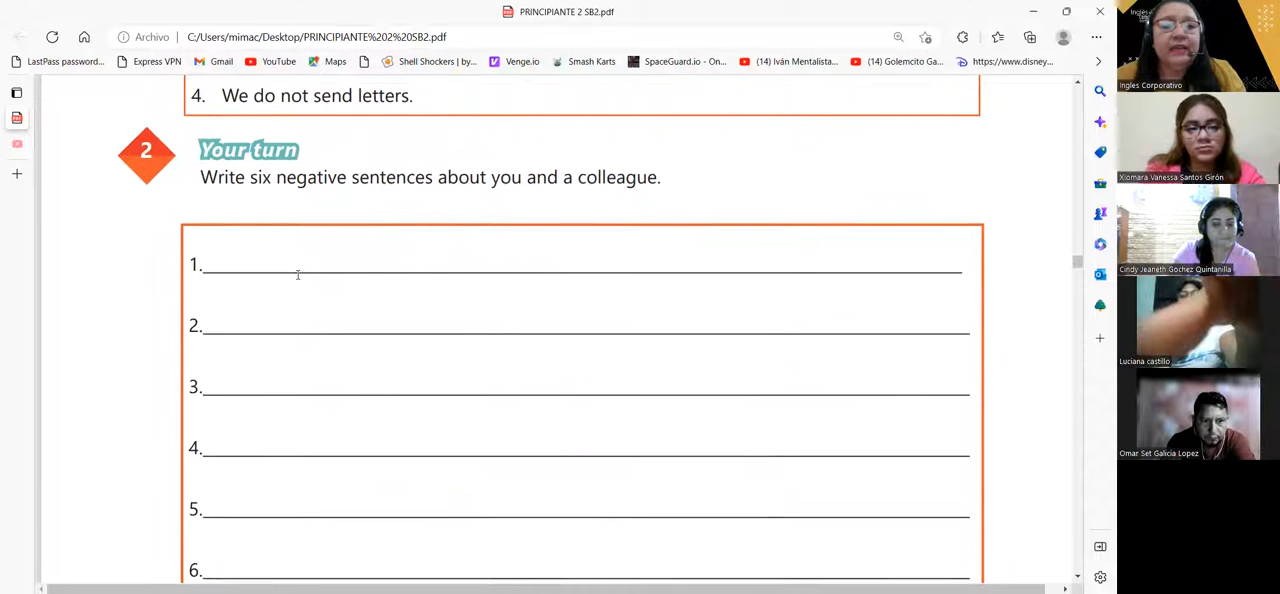 PRINCIPIANTE 2 SB2.pdf
Archivo | C:/Users/mimac/Desktop/PRINCIPIANTE%202%20SB2.pdf
LastPass password... Express VPN Gmail YouTube Maps Shell Shockers | by... Venge.io Smash Karts SpaceGuard.io - On... (14) Iván Mentalista... (14) Golemcito Ga... https://www.disney...
4. We do not send letters.
2 Your turn
Write six negative sentences about you and a colleague.
1.
2.
3.
4.
5.
6.
Ingles Corporativo
Xiomara Vanessa Santos Girón
Cindy Jeaneth Gochez Quintanilla
Luciana castillo
Omar Set Galicia Lopez